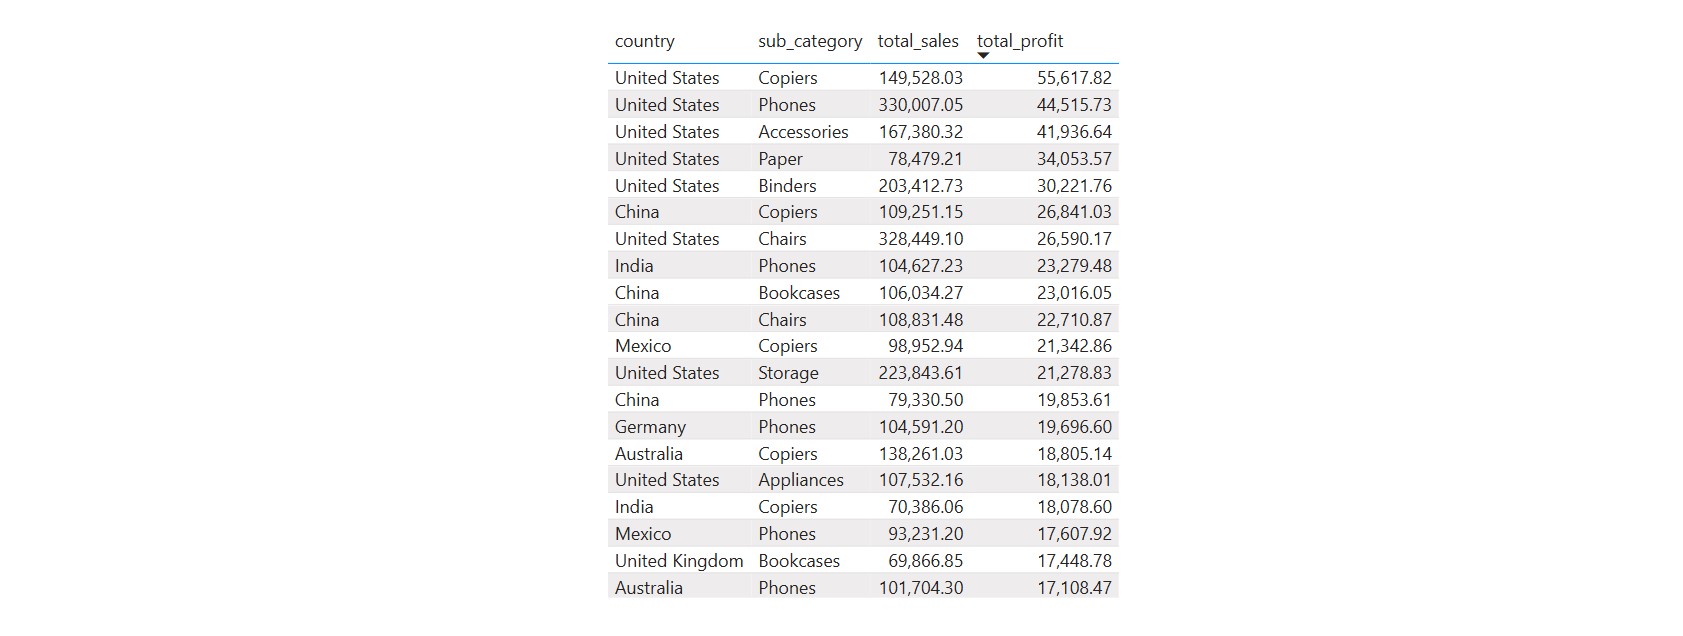 country sub_category total_sales total_profit
United States Copiers 149,528.03 55,617.82
United States Phones 330,007.05 44,515.73
United States Accessories 167,380.32 41,936.64
United States Paper 78,479.21 34,053.57
United States Binders 203,412.73 30,221.76
China Copiers 109,251.15 26,841.03
United States Chairs 328,449.10 26,590.17
India Phones 104,627.23 23,279.48
China Bookcases 106,034.27 23,016.05
China Chairs 108,831.48 22,710.87
Mexico Copiers 98,952.94 21,342.86
United States Storage 223,843.61 21,278.83
China Phones 79,330.50 19,853.61
Germany Phones 104,591.20 19,696.60
Australia Copiers 138,261.03 18,805.14
United States Appliances 107,532.16 18,138.01
India Copiers 70,386.06 18,078.60
Mexico Phones 93,231.20 17,607.92
United Kingdom Bookcases 69,866.85 17,448.78
Australia Phones 101,704.30 17,108.47